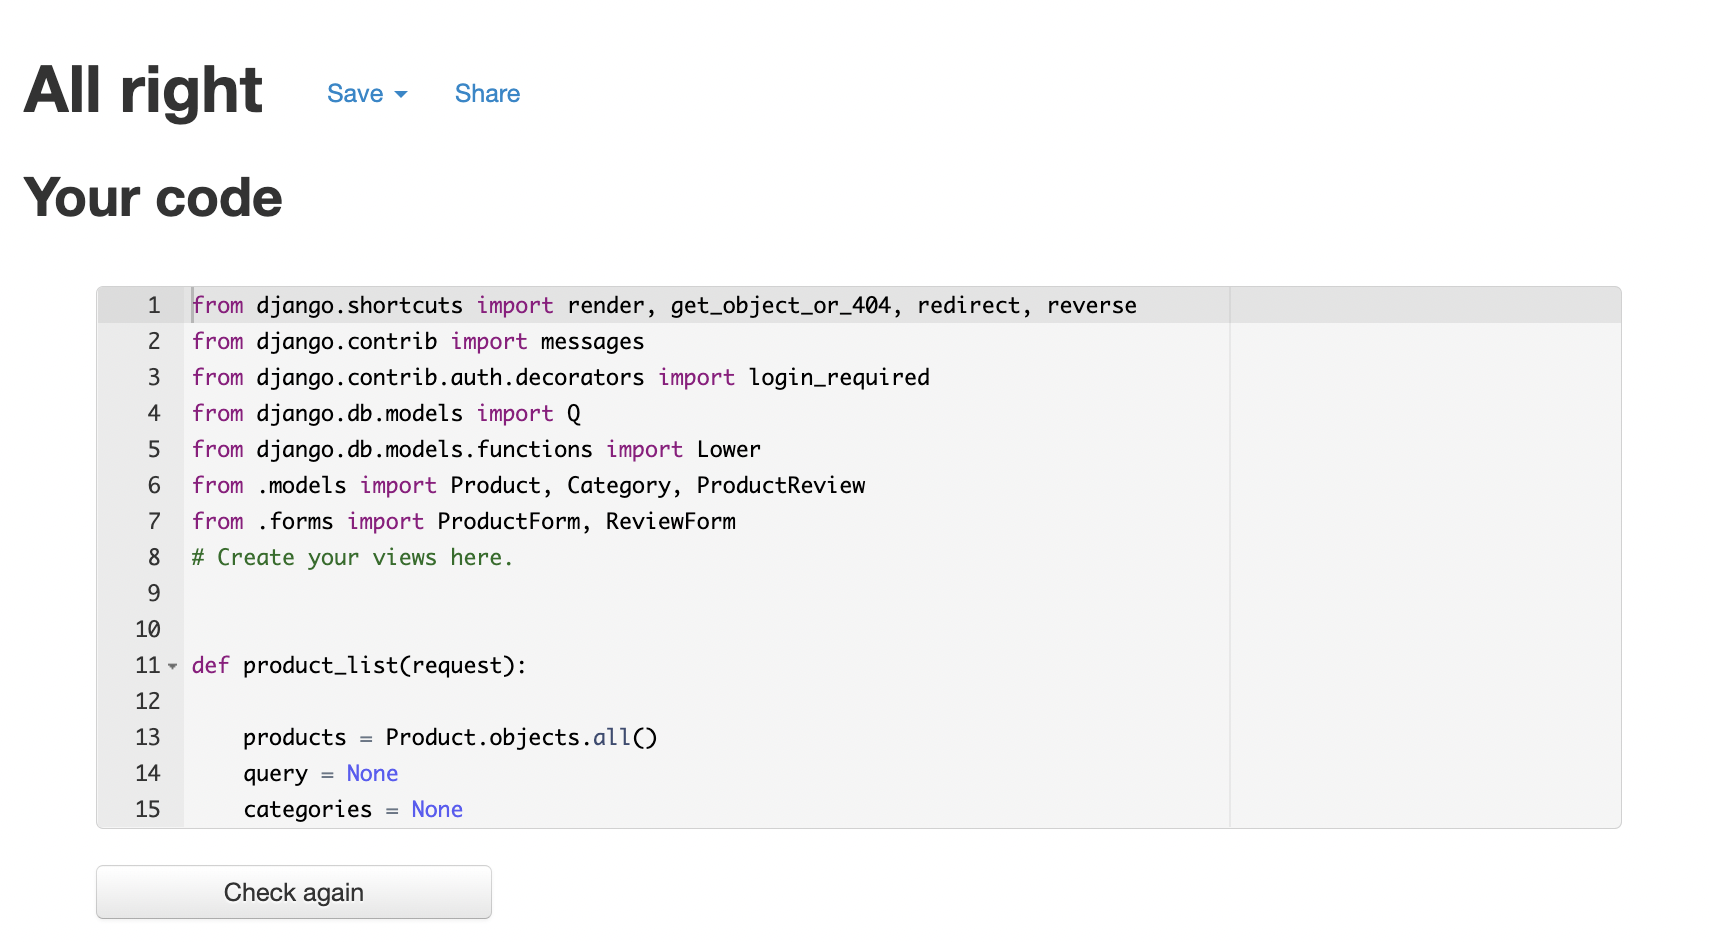 All right Save Share
Your code
1 from django.shortcuts import render, get_object_or_404, redirect, reverse
2 from django.contrib import messages
3 from django.contrib.auth.decorators import login_required
4 from django.db.models import Q
5 from django.db.models.functions import Lower
6 from .models import Product, Category, ProductReview
7 from .forms import ProductForm, ReviewForm
8 # Create your views here.
9
10
11 def product_list(request):
12
13     products = Product.objects.all()
14     query = None
15     categories = None
Check again